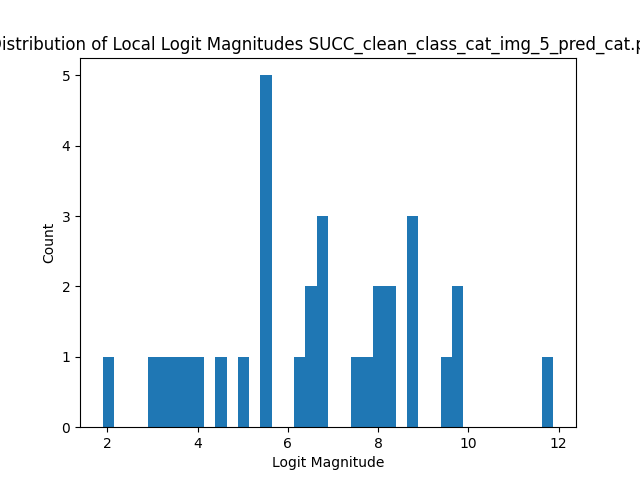 Distribution of Local Logit Magnitudes SUCC_clean_class_cat_img_5_pred_cat.p
5
4
3
2
1
0
Count
2 4 6 8 10 12
Logit Magnitude